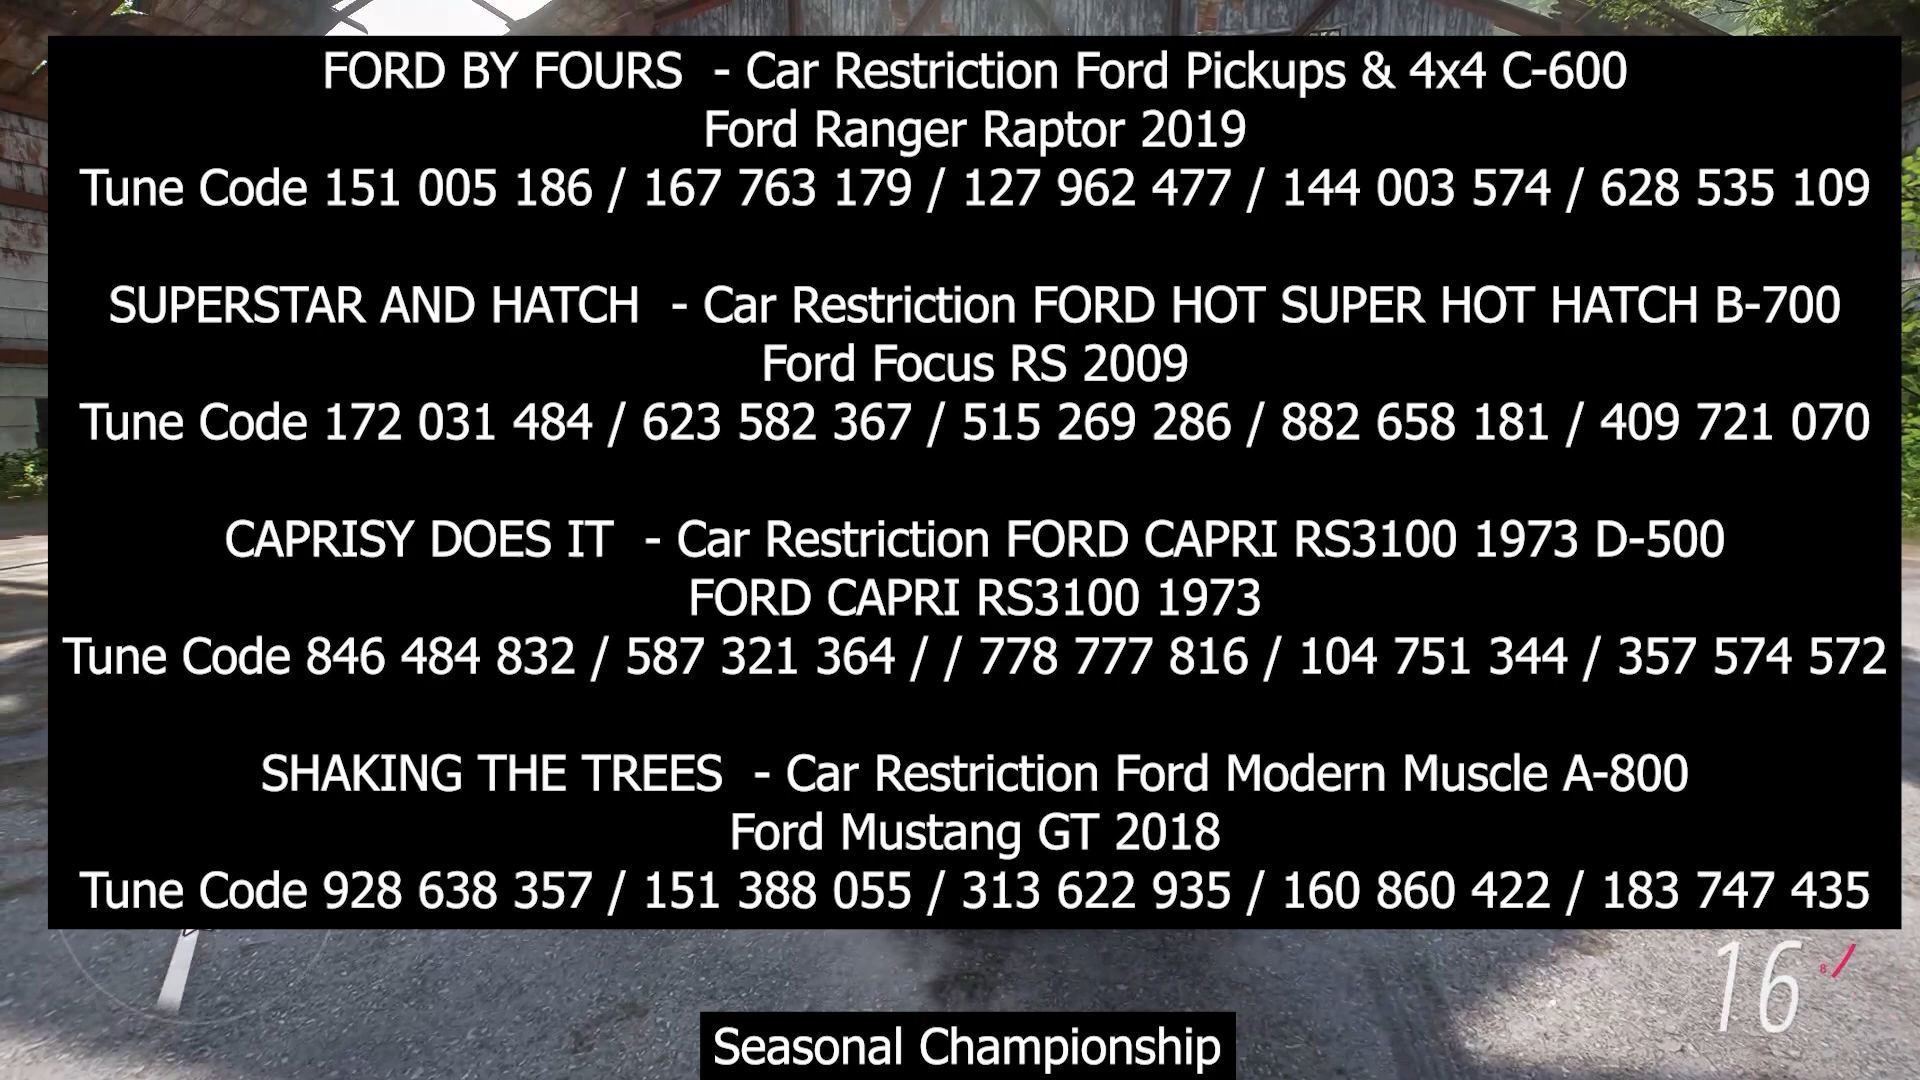 FORD BY FOURS - Car Restriction Ford Pickups & 4x4 C-600
Ford Ranger Raptor 2019
Tune Code 151 005 186 / 167 763 179 / 127 962 477 / 144 003 574 / 628 535 109
SUPERSTAR AND HATCH - Car Restriction FORD HOT SUPER HOT HATCH B-700
Ford Focus RS 2009
Tune Code 172 031 484 / 623 582 367 / 515 269 286 / 882 658 181 / 409 721 070
CAPRISY DOES IT - Car Restriction FORD CAPRI RS3100 1973 D-500
FORD CAPRI RS3100 1973
Tune Code 846 484 832 / 587 321 364 / / 778 777 816 / 104 751 344 / 357 574 572
SHAKING THE TREES - Car Restriction Ford Modern Muscle A-800
Ford Mustang GT 2018
Tune Code 928 638 357 / 151 388 055 / 313 622 935 / 160 860 422 / 183 747 435
16 8
Seasonal Championship